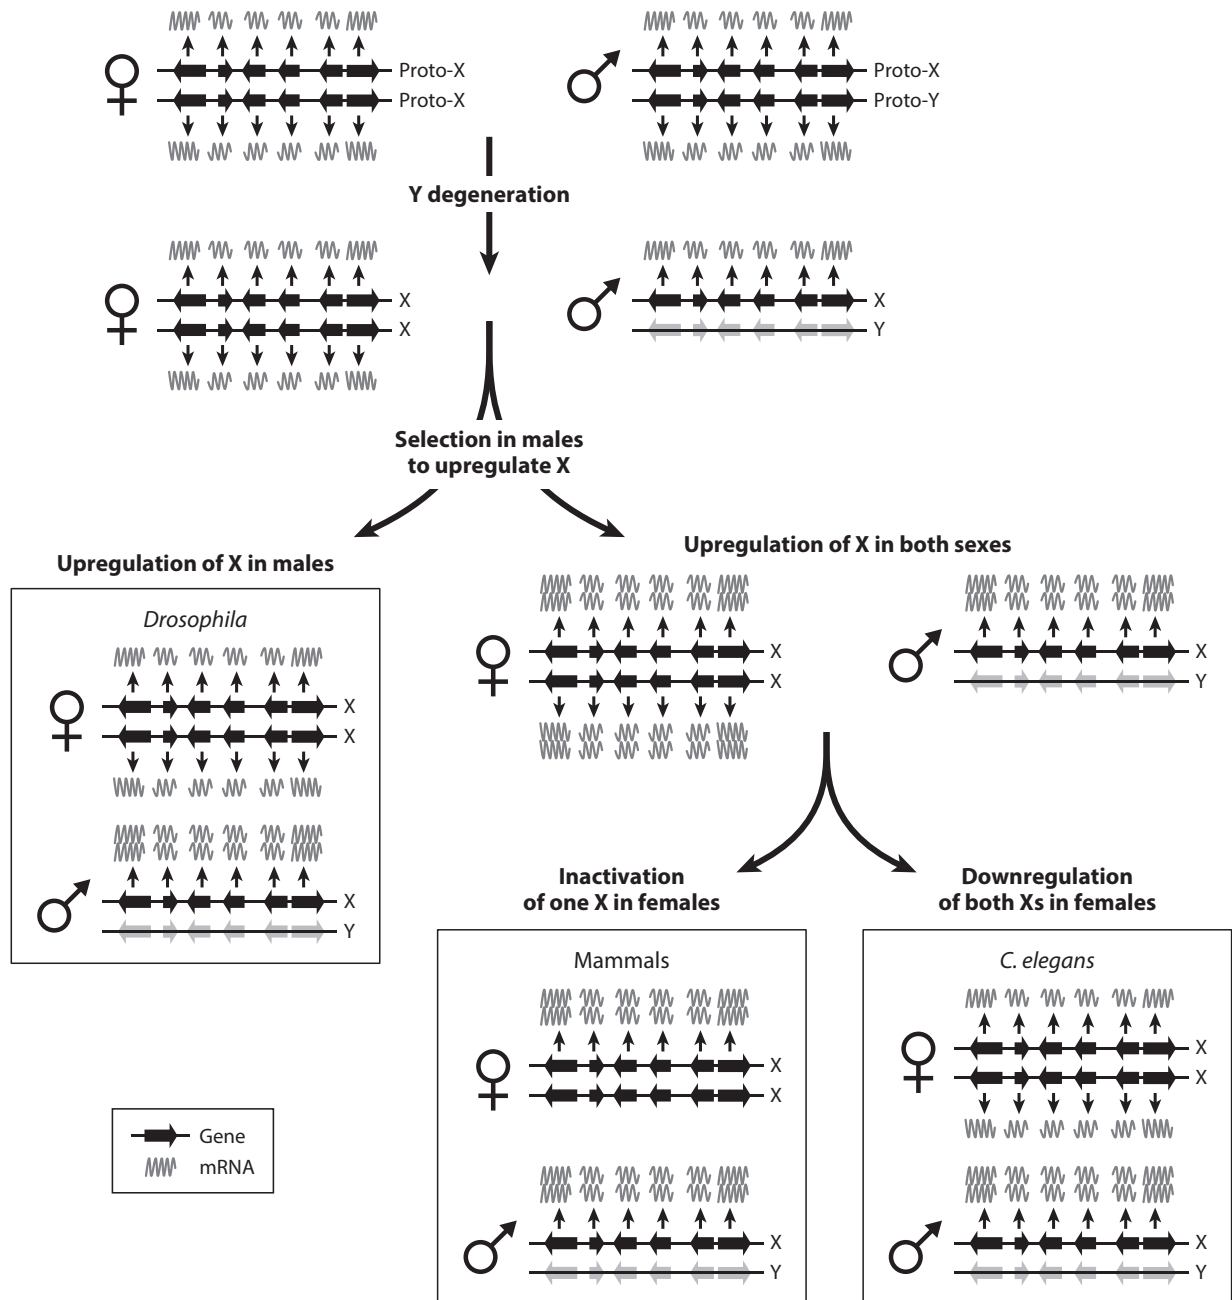 Proto-X
Proto-X
Proto-X
Proto-Y
Y degeneration
X
X
X
Y
Selection in males
to upregulate X
Upregulation of X in males
Drosophila
X
X
X
Y
Upregulation of X in both sexes
X
X
X
Y
Inactivation
of one X in females
Mammals
X
X
X
Y
Downregulation
of both Xs in females
C. elegans
X
X
X
Y
Gene
mRNA